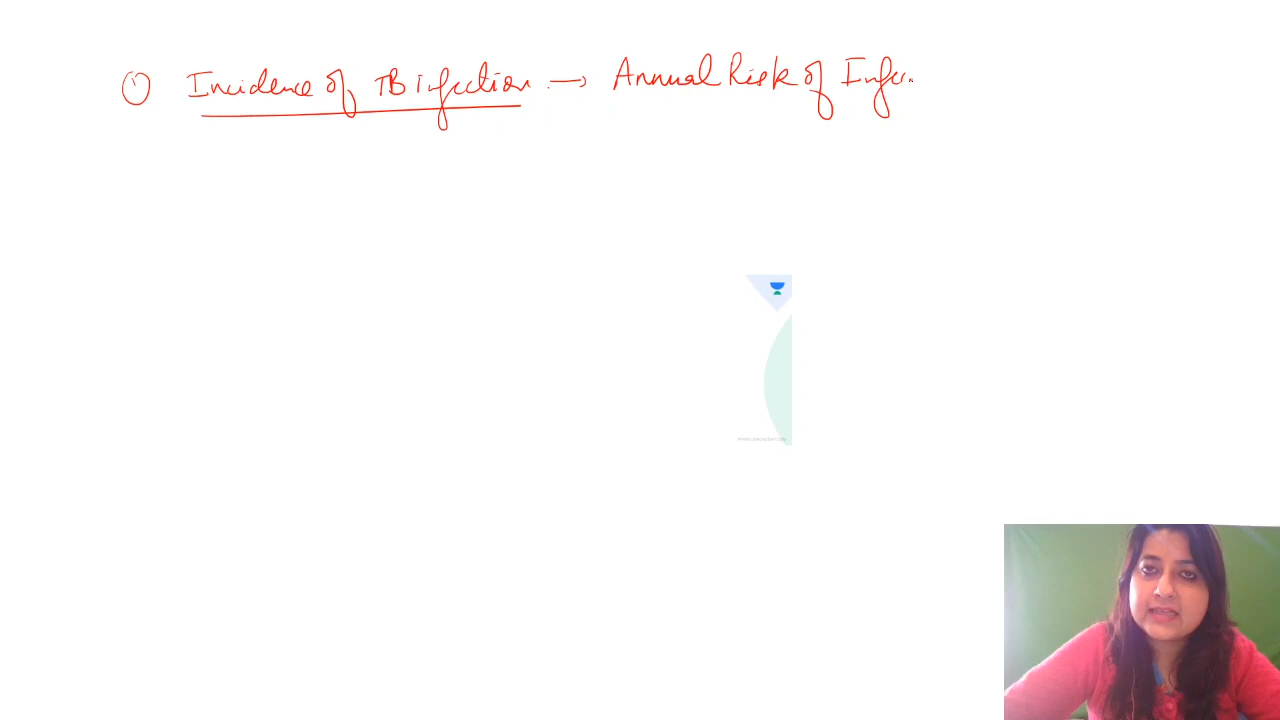 ① Incidence of TB infection → Annual Risk of Infec